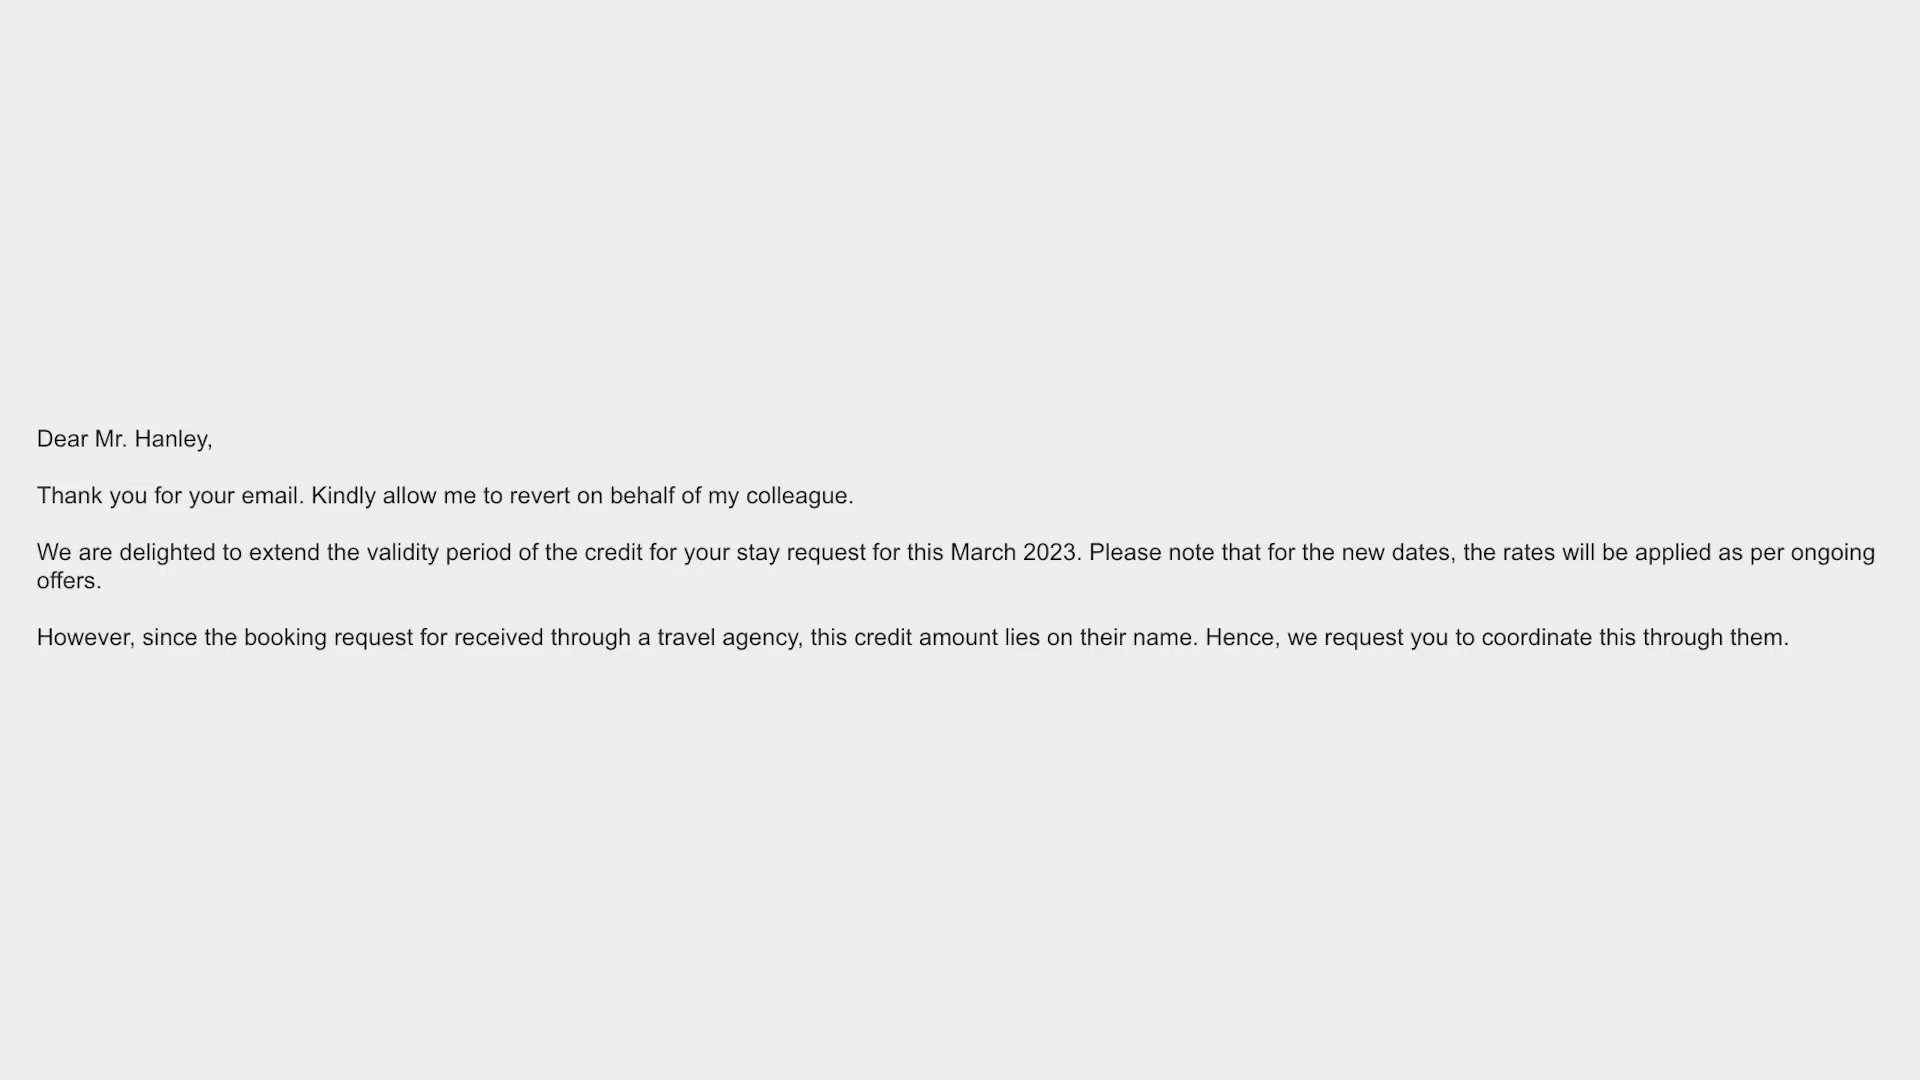 Dear Mr. Hanley,
Thank you for your email. Kindly allow me to revert on behalf of my colleague.
We are delighted to extend the validity period of the credit for your stay request for this March 2023. Please note that for the new dates, the rates will be applied as per ongoing
offers.
However, since the booking request for received through a travel agency, this credit amount lies on their name. Hence, we request you to coordinate this through them.